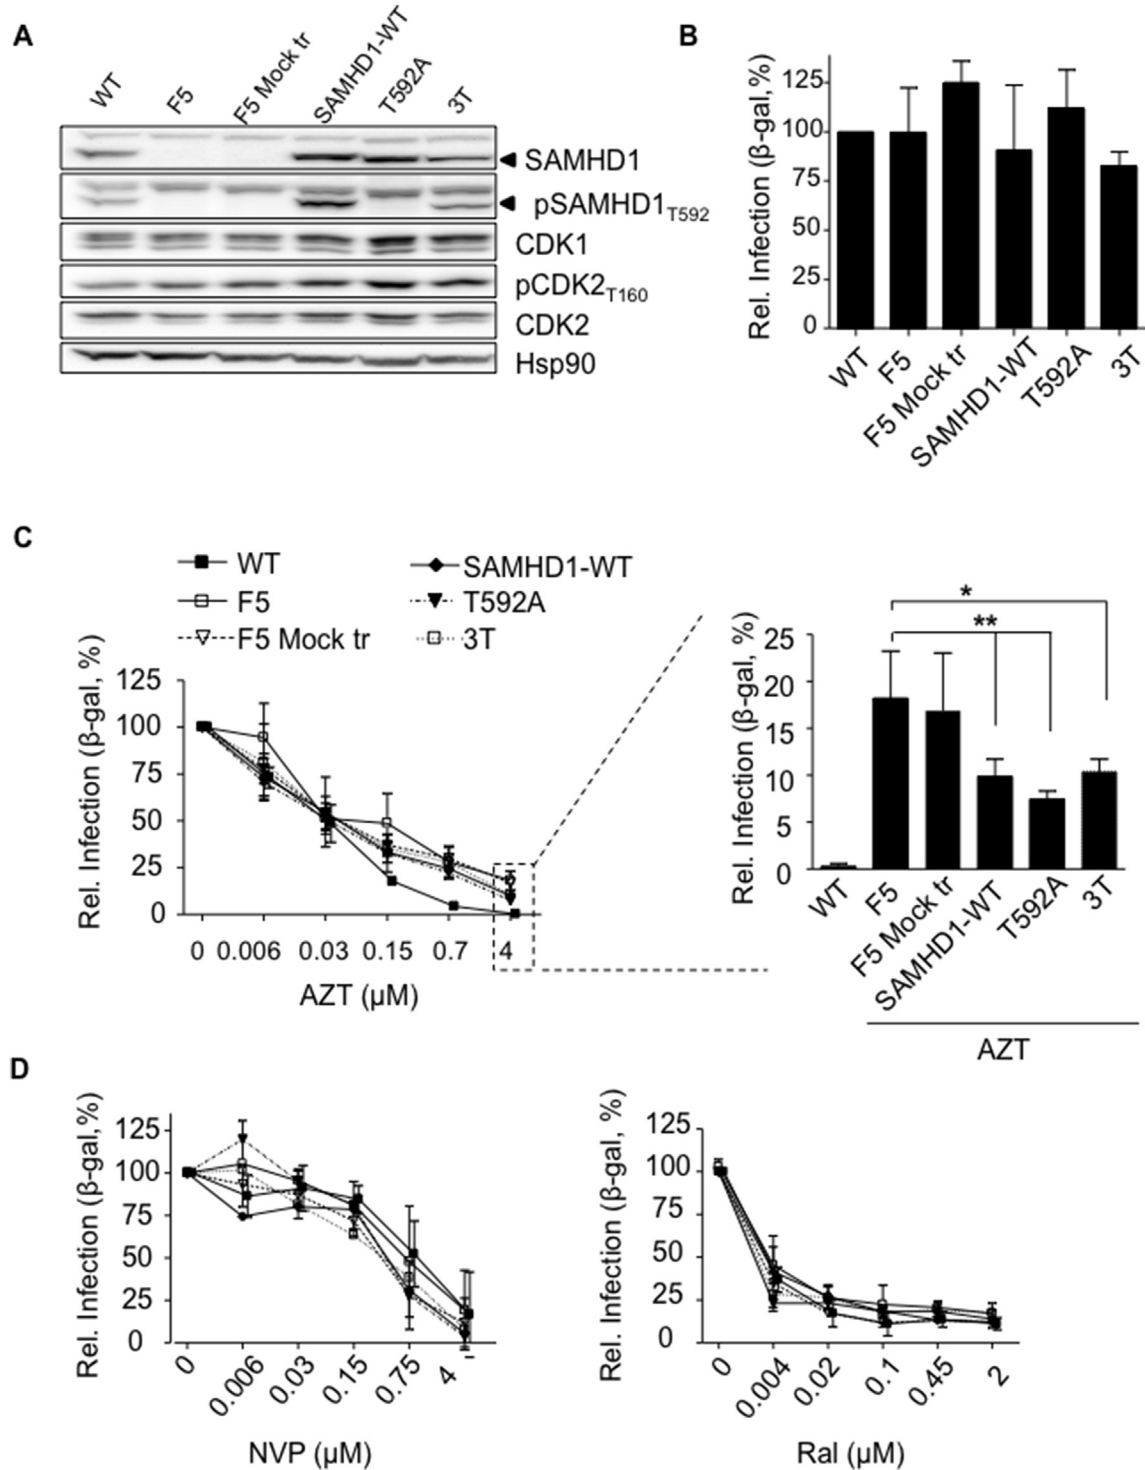 A
WT
F5
F5 Mock tr
SAMHD1-WT
T592A
3T
SAMHD1
pSAMHD1T592
CDK1
pCDK2T160
CDK2
Hsp90
B
Rel. Infection (β-gal, %)
125
100
75
50
25
0
WT
F5
F5 Mock tr
SAMHD1-WT
T592A
3T
C
WT
F5
F5 Mock tr
SAMHD1-WT
T592A
3T
Rel. Infection (β-gal, %)
125
100
75
50
25
0
0 0.006 0.03 0.15 0.7 4
AZT (µM)
*
**
Rel. Infection (β-gal, %)
25
20
15
10
5
0
WT
F5
F5 Mock tr
SAMHD1-WT
T592A
3T
AZT
D
Rel. Infection (β-gal, %)
125
100
75
50
25
0
0 0.006 0.03 0.15 0.75 4
NVP (µM)
Rel. Infection (β-gal, %)
125
100
75
50
25
0
0 0.004 0.02 0.1 0.45 2
Ral (µM)